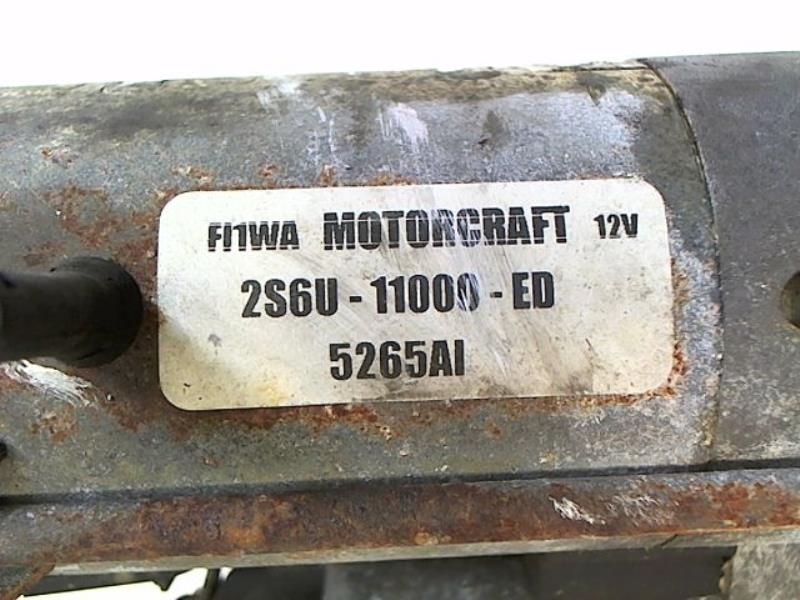 FI1WA MOTORCRAFT 12V
2S6U - 11000 - ED
5265AI